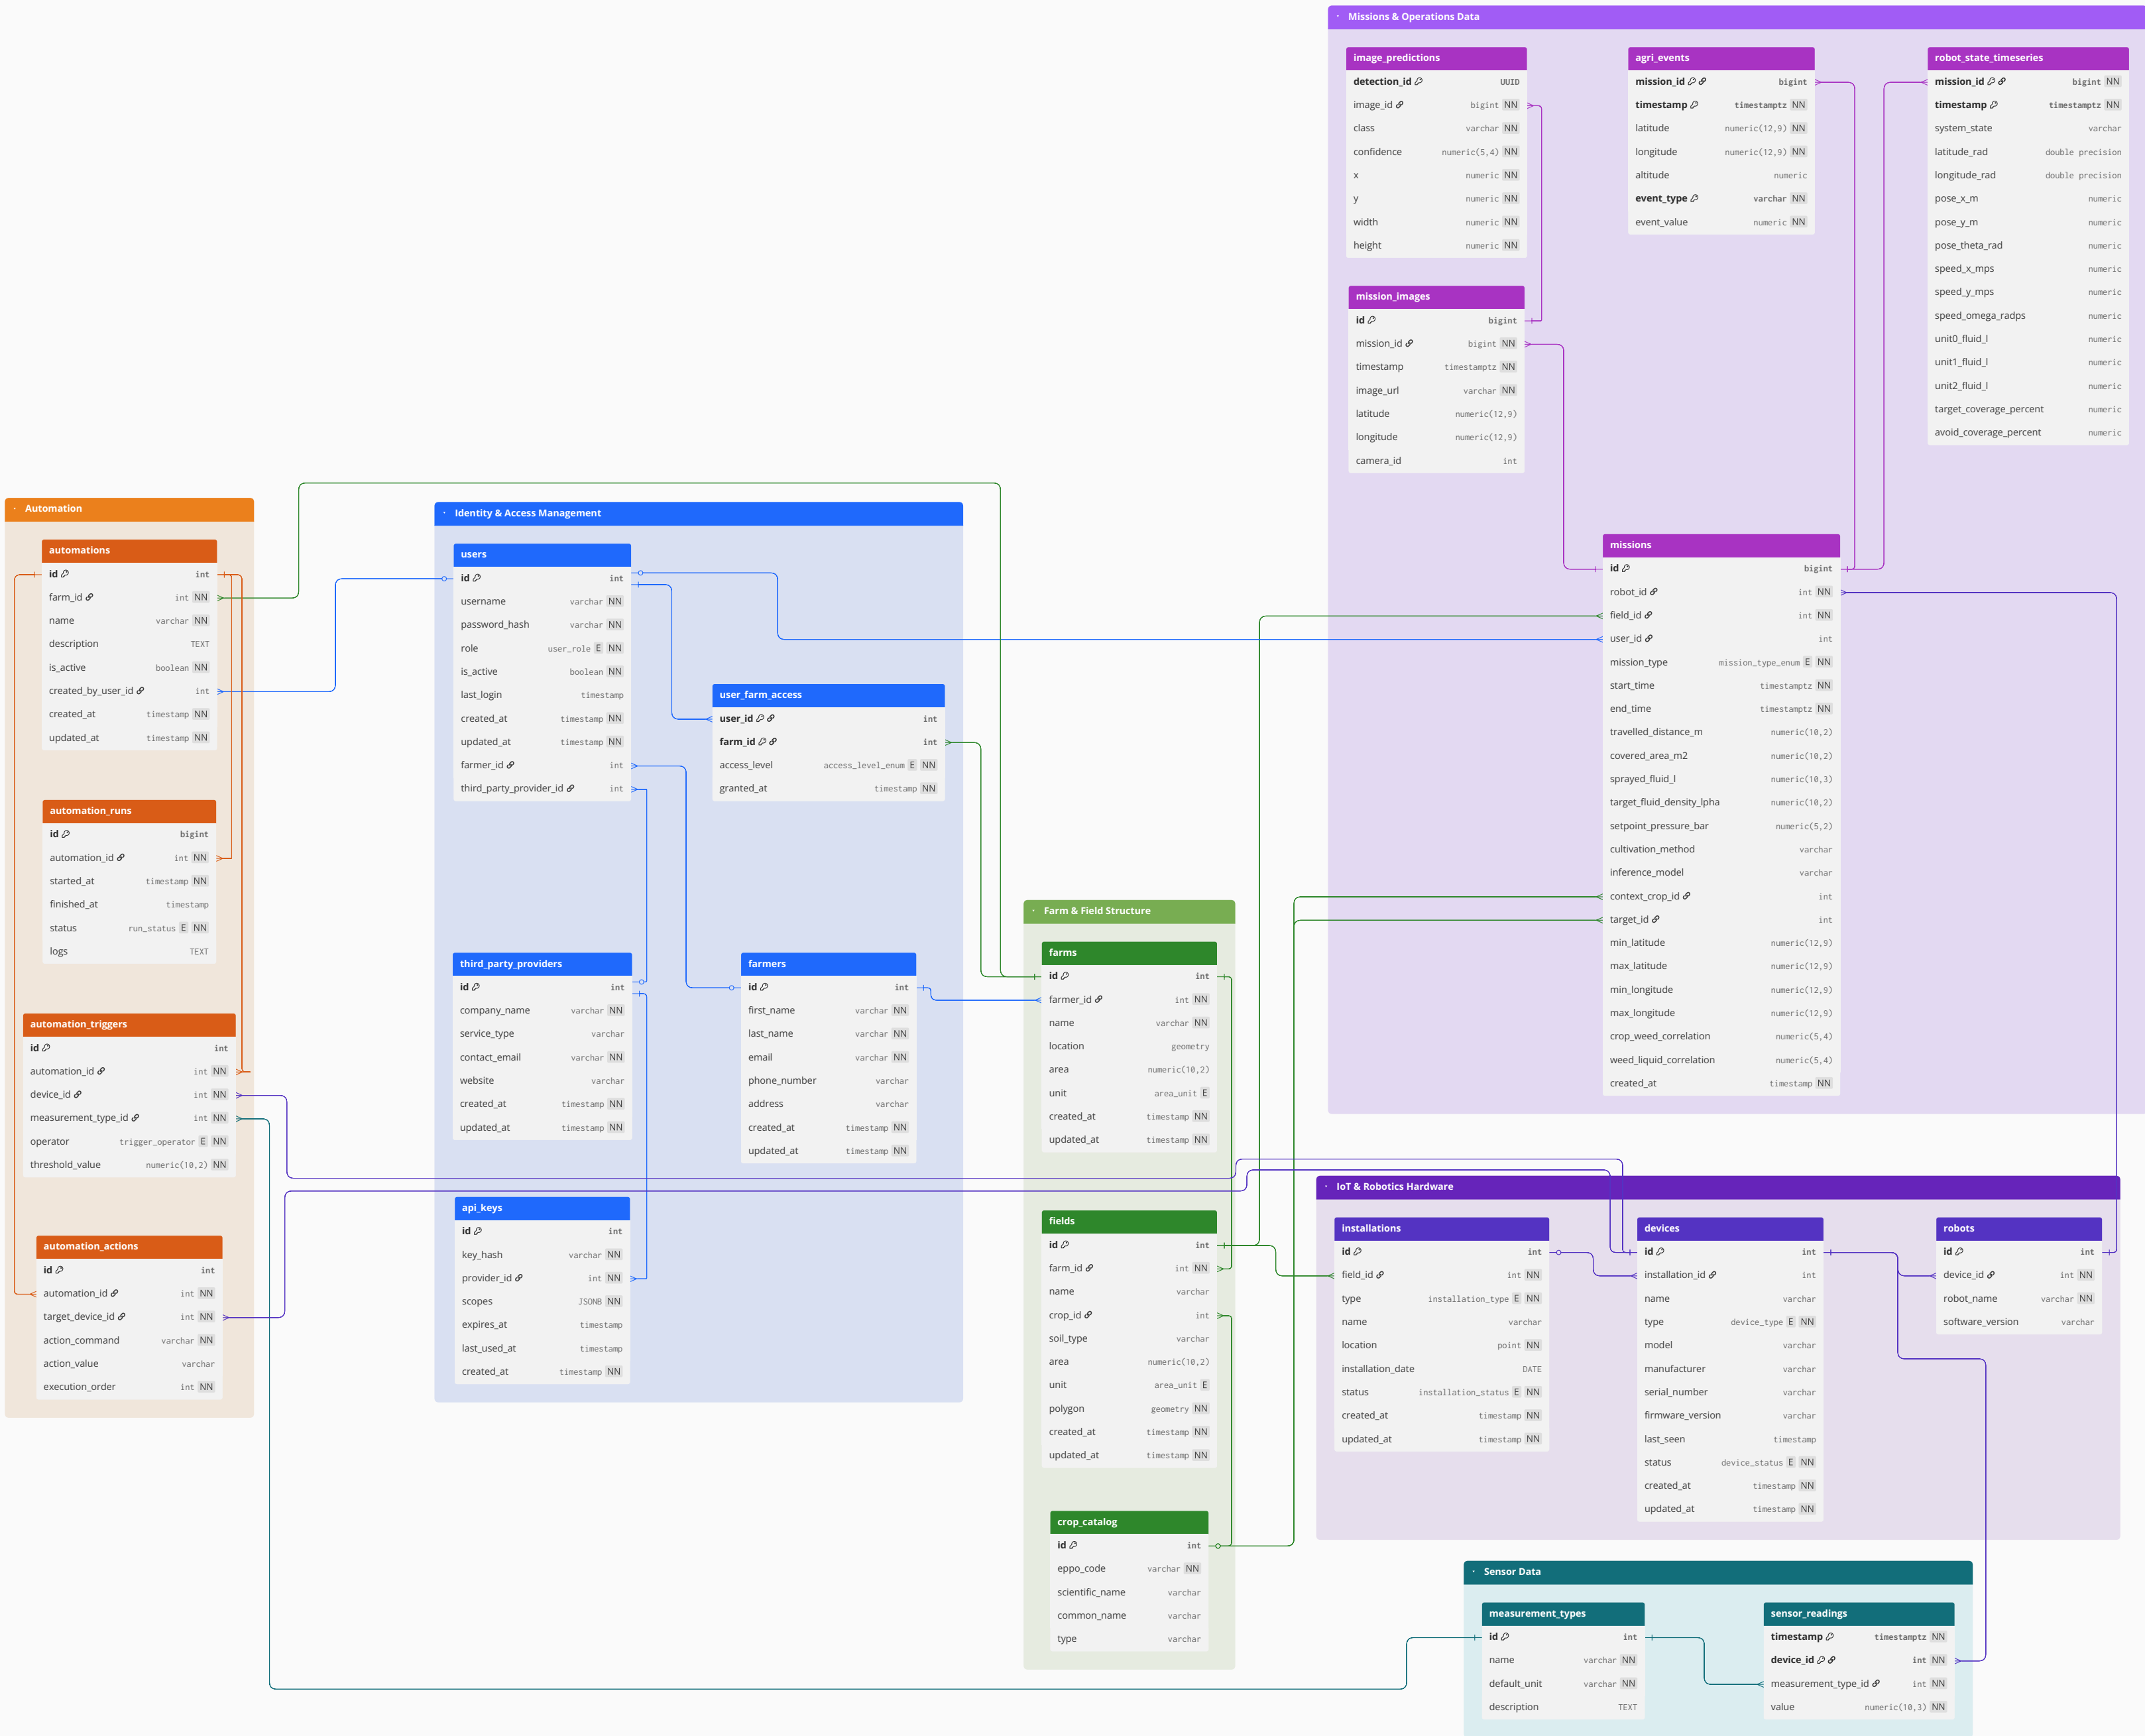 Missions & Operations Data
image_predictions
detection_id UUID
image_id bigint NN
class varchar NN
confidence numeric(5,4) NN
x numeric NN
y numeric NN
width numeric NN
height numeric NN
agri_events
mission_id bigint
timestamp timestamptz NN
latitude numeric(12,9) NN
longitude numeric(12,9) NN
altitude numeric
event_type varchar NN
event_value numeric NN
robot_state_timeseries
mission_id bigint NN
timestamp timestamptz NN
system_state varchar
latitude_rad double precision
longitude_rad double precision
pose_x_m numeric
pose_y_m numeric
pose_theta_rad numeric
speed_x_mps numeric
speed_y_mps numeric
speed_omega_radps numeric
unit0_fluid_l numeric
unit1_fluid_l numeric
unit2_fluid_l numeric
target_coverage_percent numeric
avoid_coverage_percent numeric
mission_images
id bigint
mission_id bigint NN
timestamp timestamptz NN
image_url varchar NN
latitude numeric(12,9)
longitude numeric(12,9)
camera_id int
missions
id bigint
robot_id int NN
field_id int NN
user_id int
mission_type mission_type_enum E NN
start_time timestamptz NN
end_time timestamptz NN
travelled_distance_m numeric(10,2)
covered_area_m2 numeric(10,2)
sprayed_fluid_l numeric(10,3)
target_fluid_density_lpha numeric(10,2)
setpoint_pressure_bar numeric(5,2)
cultivation_method varchar
inference_model varchar
context_crop_id int
target_id int
min_latitude numeric(12,9)
max_latitude numeric(12,9)
min_longitude numeric(12,9)
max_longitude numeric(12,9)
crop_weed_correlation numeric(5,4)
weed_liquid_correlation numeric(5,4)
created_at timestamp NN
Automation
automations
id int
farm_id int NN
name varchar NN
description TEXT
is_active boolean NN
created_by_user_id int
created_at timestamp NN
updated_at timestamp NN
automation_runs
id bigint
automation_id int NN
started_at timestamp NN
finished_at timestamp
status run_status E NN
logs TEXT
automation_triggers
id int
automation_id int NN
device_id int NN
measurement_type_id int NN
operator trigger_operator E NN
threshold_value numeric(10,2) NN
automation_actions
id int
automation_id int NN
target_device_id int NN
action_command varchar NN
action_value varchar
execution_order int NN
Identity & Access Management
users
id int
username varchar NN
password_hash varchar NN
role user_role E NN
is_active boolean NN
last_login timestamp
created_at timestamp NN
updated_at timestamp NN
farmer_id int
third_party_provider_id int
user_farm_access
user_id int
farm_id int
access_level access_level_enum E NN
granted_at timestamp NN
third_party_providers
id int
company_name varchar NN
service_type varchar
contact_email varchar NN
website varchar
created_at timestamp NN
updated_at timestamp NN
farmers
id int
first_name varchar NN
last_name varchar NN
email varchar NN
phone_number varchar
address varchar
created_at timestamp NN
updated_at timestamp NN
api_keys
id int
key_hash varchar NN
provider_id int NN
scopes JSONB NN
expires_at timestamp
last_used_at timestamp
created_at timestamp NN
Farm & Field Structure
farms
id int
farmer_id int NN
name varchar NN
location geometry
area numeric(10,2)
unit area_unit E
created_at timestamp NN
updated_at timestamp NN
fields
id int
farm_id int NN
name varchar
crop_id int
soil_type varchar
area numeric(10,2)
unit area_unit E
polygon geometry NN
created_at timestamp NN
updated_at timestamp NN
crop_catalog
id int
eppo_code varchar NN
scientific_name varchar
common_name varchar
type varchar
IoT & Robotics Hardware
installations
id int
field_id int NN
type installation_type E NN
name varchar
location point NN
installation_date DATE
status installation_status E NN
created_at timestamp NN
updated_at timestamp NN
devices
id int
installation_id int
name varchar
type device_type E NN
model varchar
manufacturer varchar
serial_number varchar
firmware_version varchar
last_seen timestamp
status device_status E NN
created_at timestamp NN
updated_at timestamp NN
robots
id int
device_id int NN
robot_name varchar NN
software_version varchar
Sensor Data
measurement_types
id int
name varchar NN
default_unit varchar NN
description TEXT
sensor_readings
timestamp timestamptz NN
device_id int NN
measurement_type_id int NN
value numeric(10,3) NN